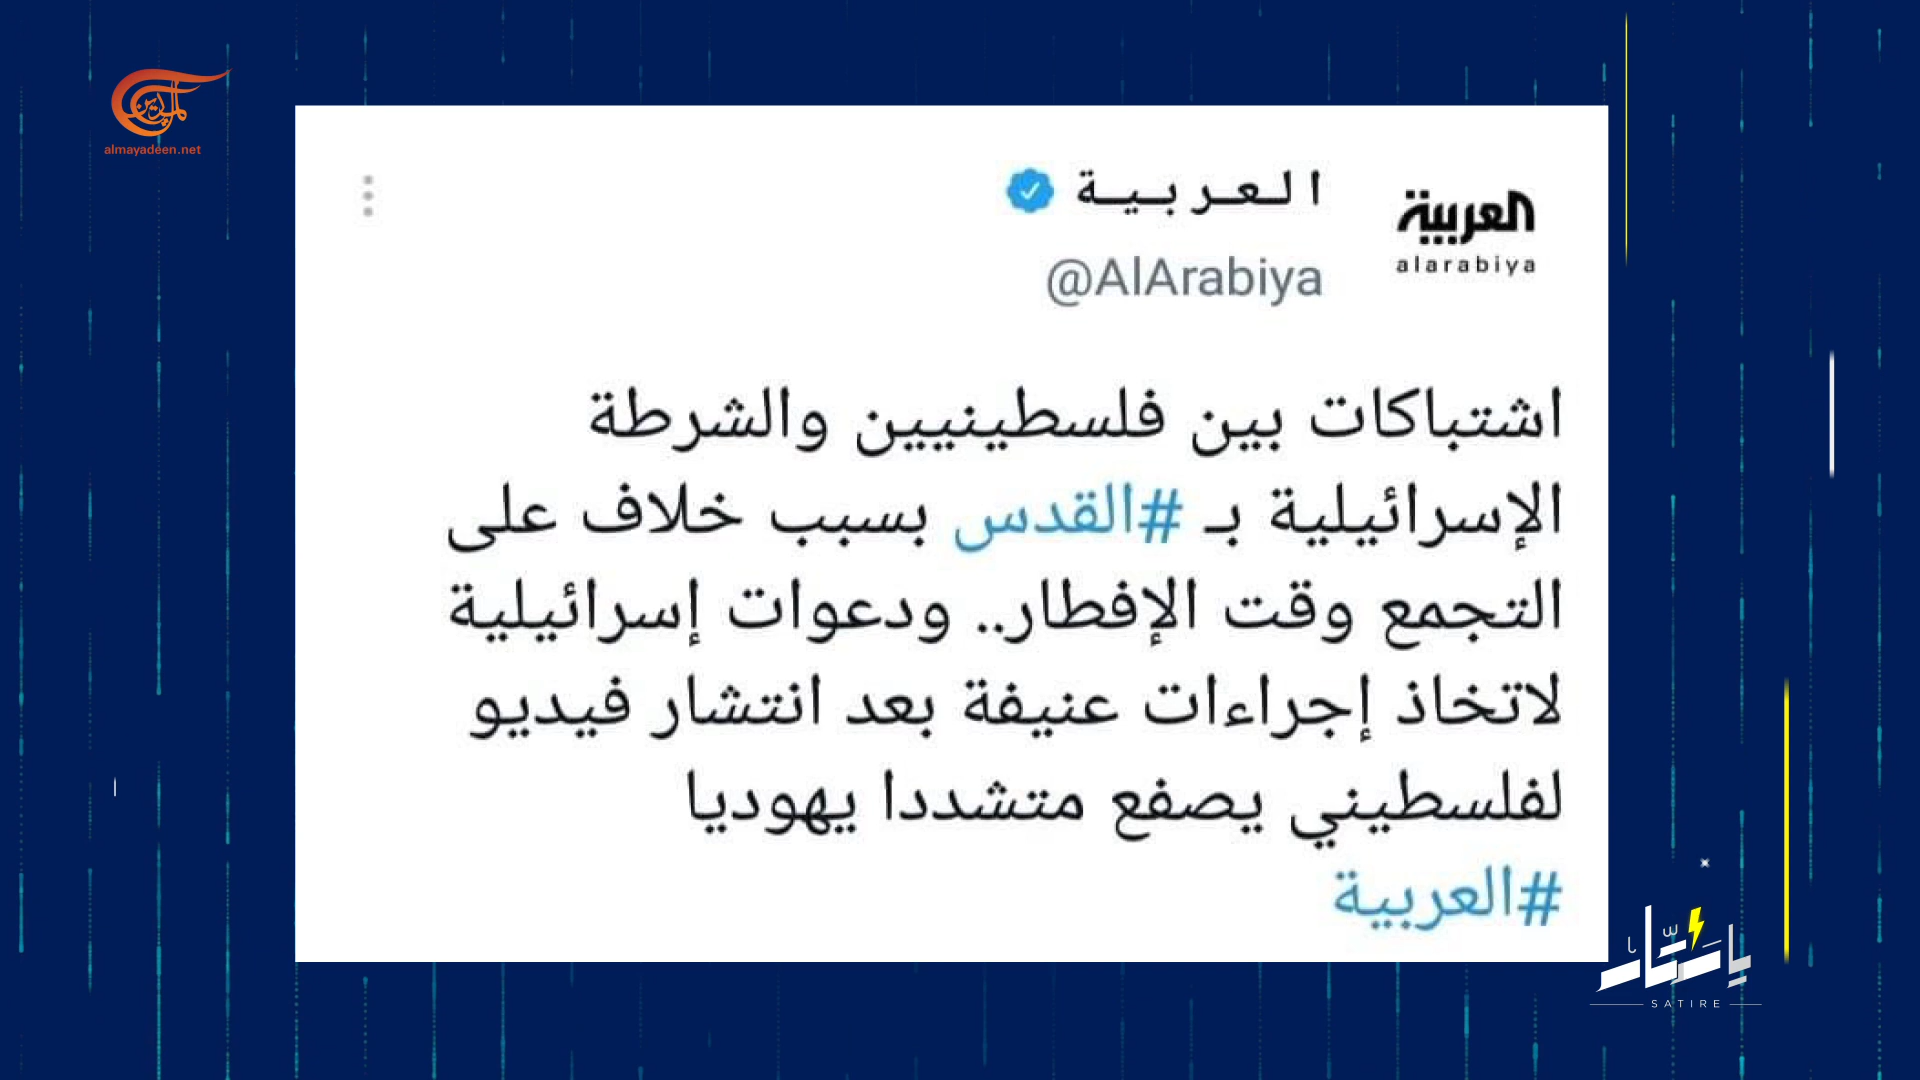 الميادين
almayadeen.net
العربية
alarabiya
العربية
@AlArabiya
اشتباكات بين فلسطينيين والشرطة
الإسرائيلية بـ #القدس بسبب خلاف على
التجمع وقت الإفطار.. ودعوات إسرائيلية
لاتخاذ إجراءات عنيفة بعد انتشار فيديو
لفلسطيني يصفع متشددا يهوديا
#العربية
SATIRE